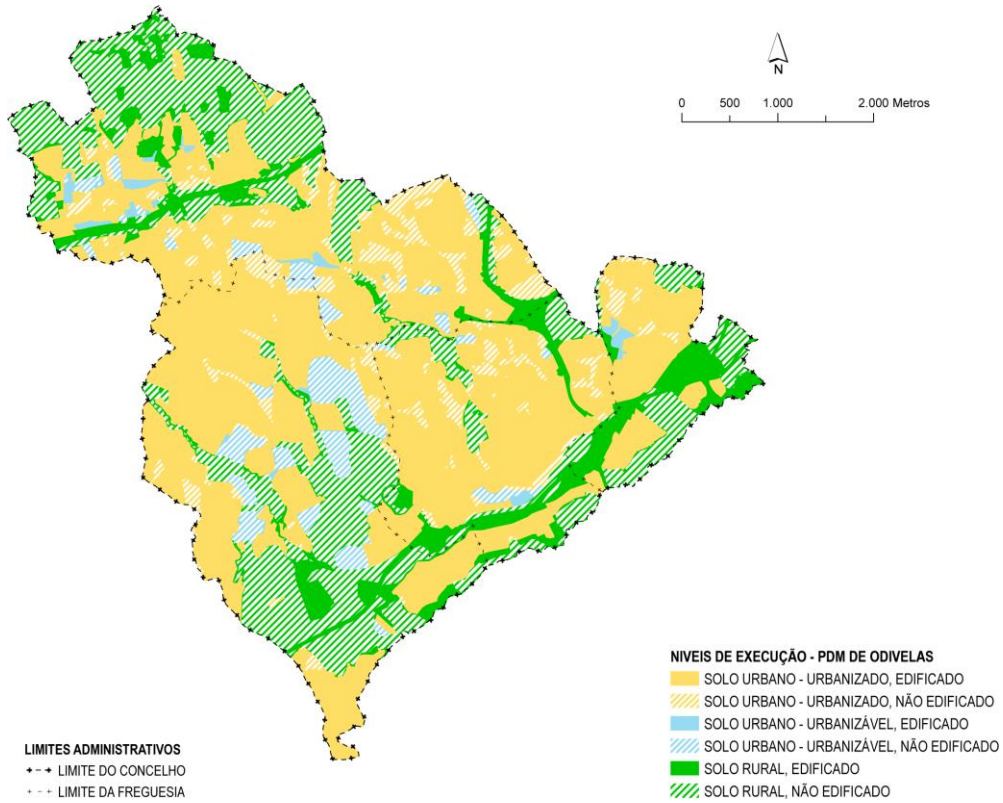 N
0 500 1.000 2.000 Metros
NIVEIS DE EXECUÇÃO - PDM DE ODIVELAS
SOLO URBANO - URBANIZADO, EDIFICADO
SOLO URBANO - URBANIZADO, NÃO EDIFICADO
SOLO URBANO - URBANIZÁVEL, EDIFICADO
SOLO URBANO - URBANIZÁVEL, NÃO EDIFICADO
SOLO RURAL, EDIFICADO
SOLO RURAL, NÃO EDIFICADO
LIMITES ADMINISTRATIVOS
LIMITE DO CONCELHO
LIMITE DA FREGUESIA